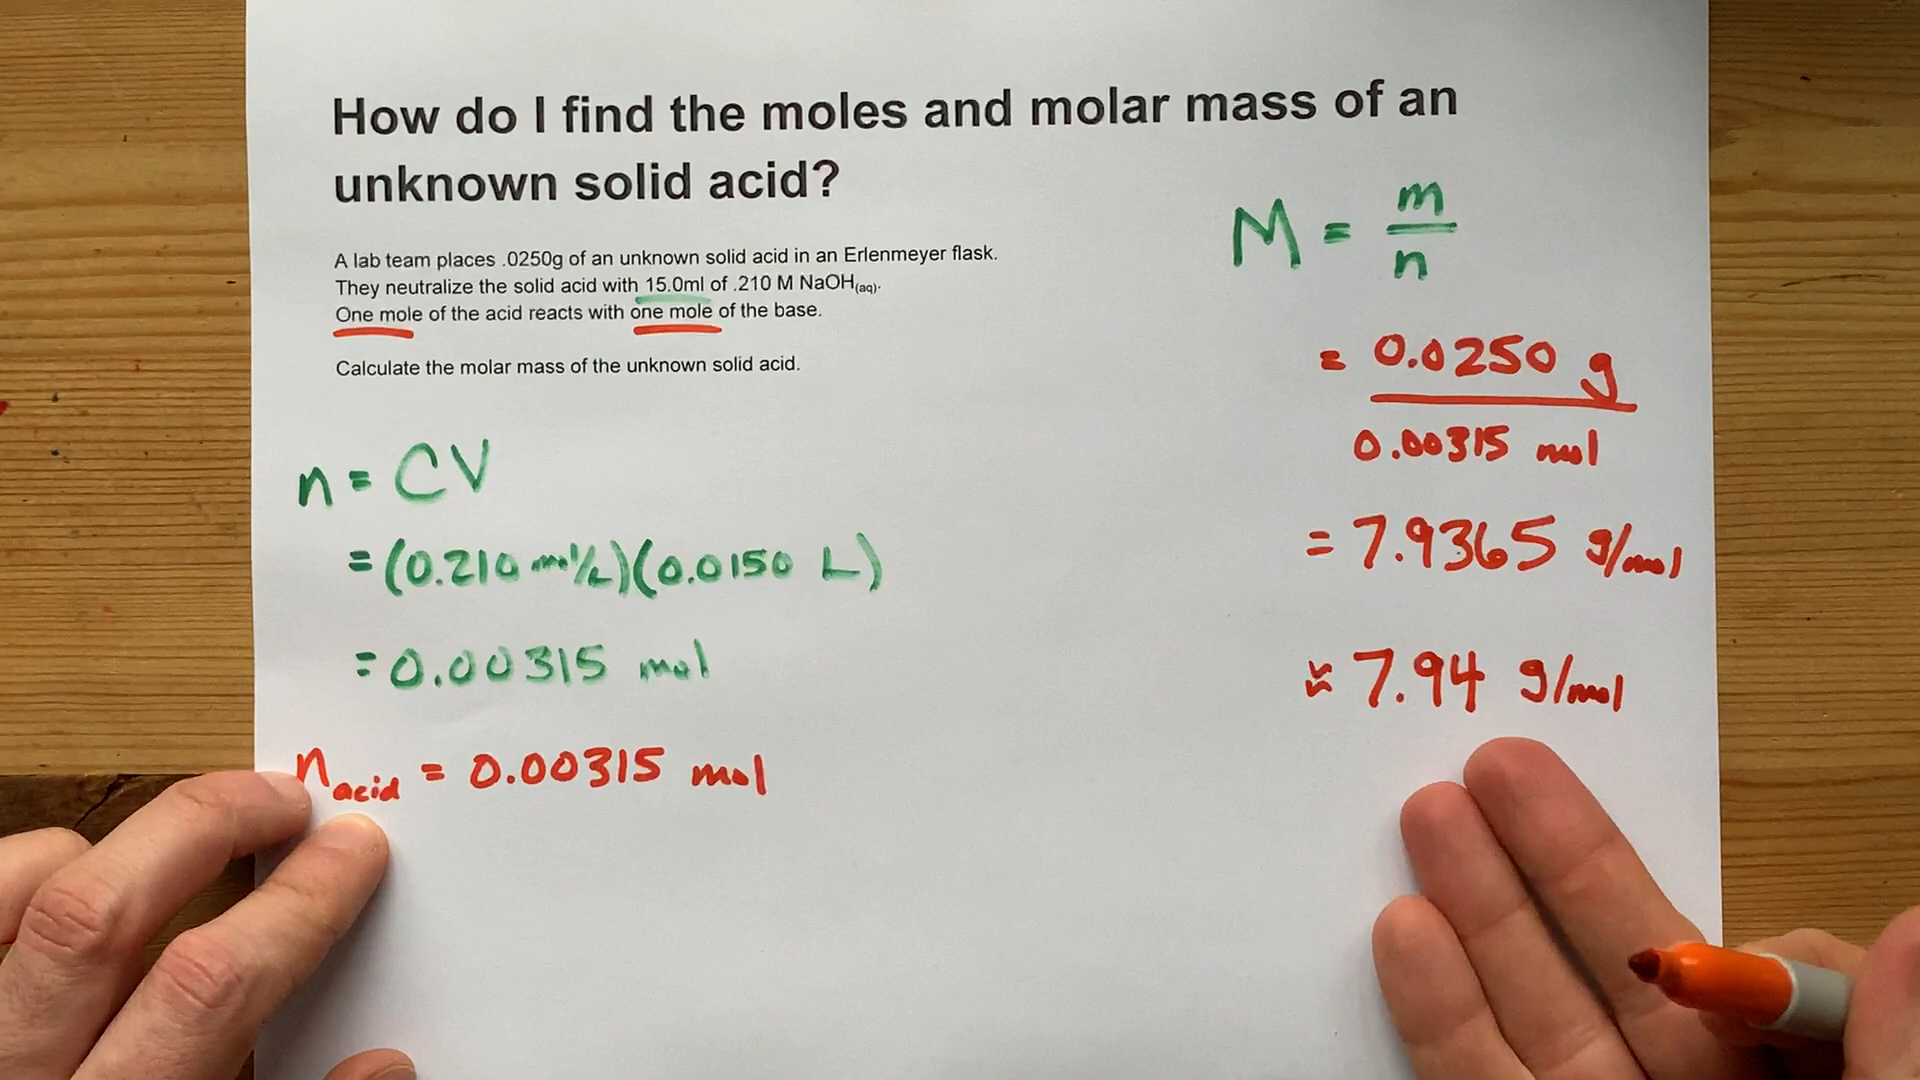 How do I find the moles and molar mass of an
unknown solid acid?
A lab team places .0250g of an unknown solid acid in an Erlenmeyer flask.
They neutralize the solid acid with 15.0ml of .210 M NaOH(aq).
One mole of the acid reacts with one mole of the base.
Calculate the molar mass of the unknown solid acid.
n = CV
= (0.210 mol/L)(0.0150 L)
= 0.00315 mol
n acid = 0.00315 mol
M = m/n
= 0.0250 g
0.00315 mol
= 7.9365 g/mol
≈ 7.94 g/mol